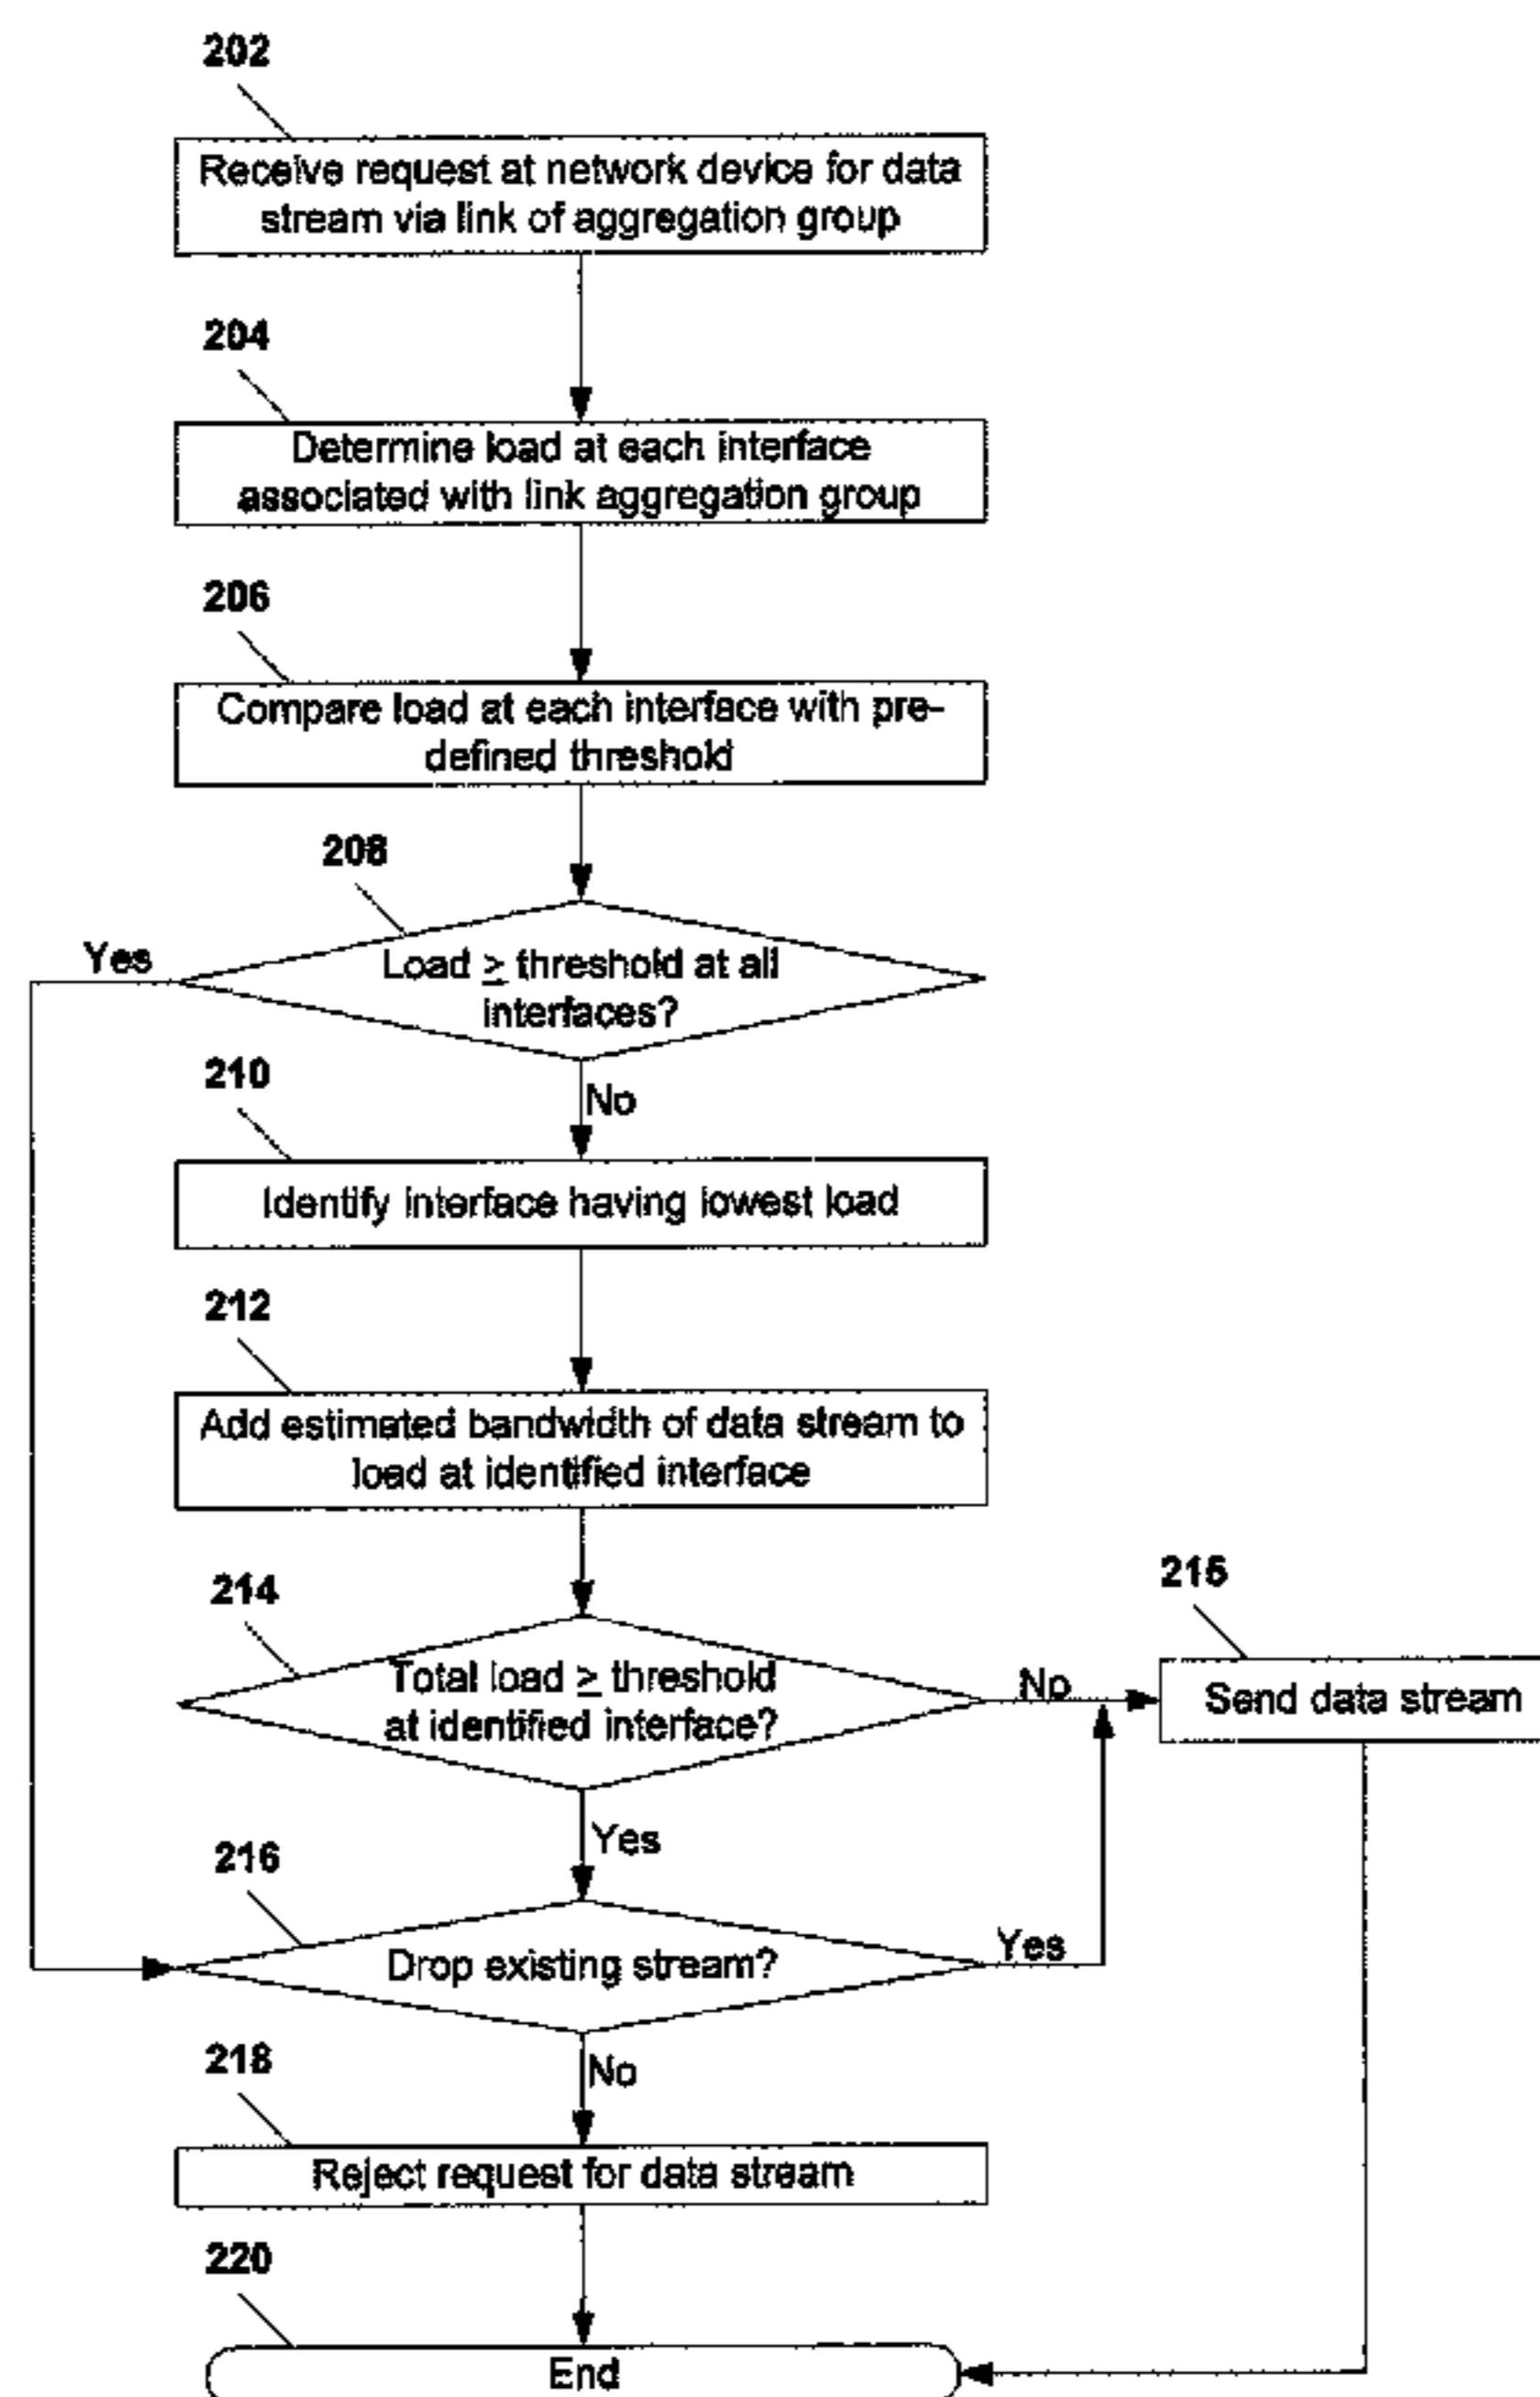 202
Receive request at network device for data
stream via link of aggregation group
204
Determine load at each interface
associated with link aggregation group
206
Compare load at each interface with pre-
defined threshold
208
Yes
Load ≥ threshold at all
interfaces?
No
210
Identify interface having lowest load
212
Add estimated bandwidth of data stream to
load at identified interface
214
Total load ≥ threshold
at identified interface?
No
215
Send data stream
Yes
216
Drop existing stream?
Yes
No
218
Reject request for data stream
220
End